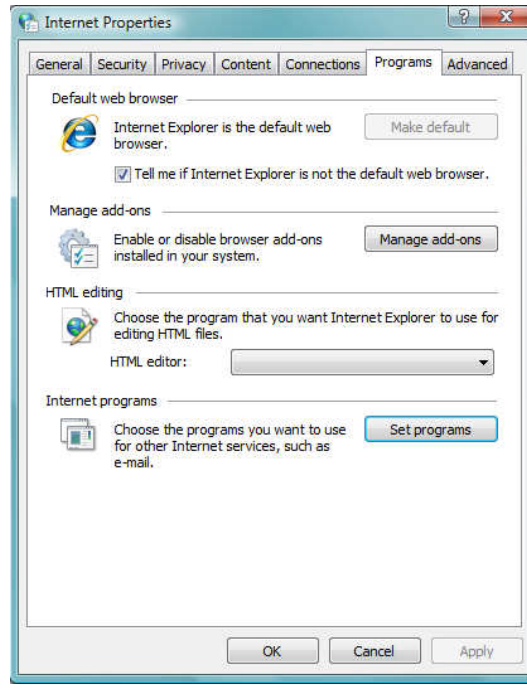 Internet Properties
General Security Privacy Content Connections Programs Advanced
Default web browser
Internet Explorer is the default web
browser.
Make default
Tell me if Internet Explorer is not the default web browser.
Manage add-ons
Enable or disable browser add-ons
installed in your system.
Manage add-ons
HTML editing
Choose the program that you want Internet Explorer to use for
editing HTML files.
HTML editor:
Internet programs
Choose the programs you want to use
for other Internet services, such as
e-mail.
Set programs
OK Cancel Apply